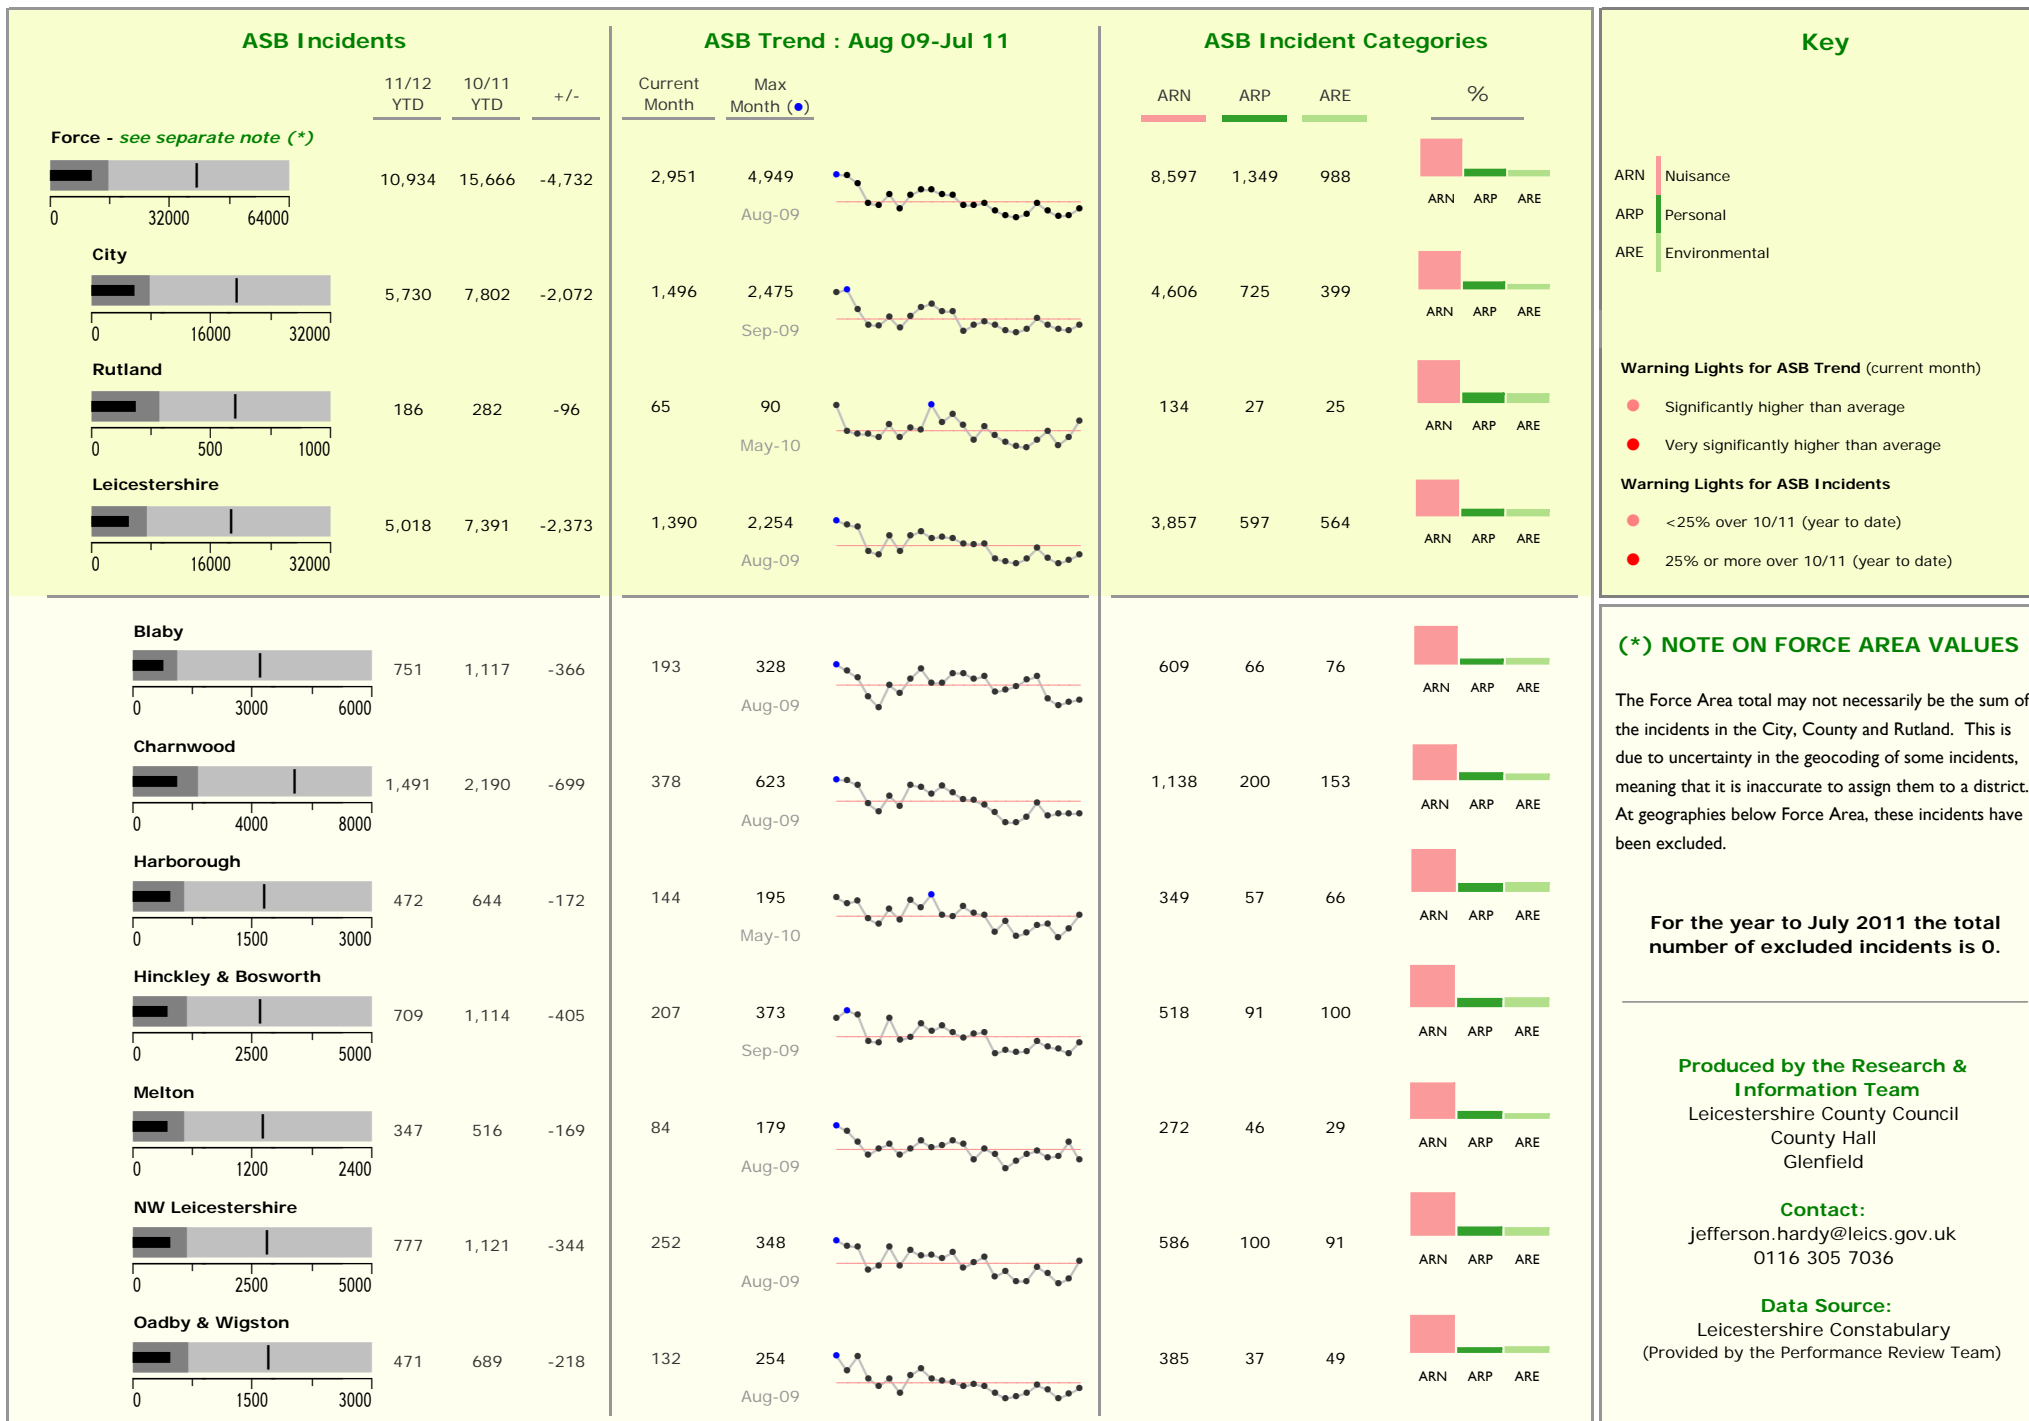 ASB Incidents
11/12 YTD 10/11 YTD +/-
ASB Trend : Aug 09-Jul 11
Current Month Max Month (●)
ASB Incident Categories
ARN ARP ARE %
Force - see separate note (*)
0 32000 64000
10,934 15,666 -4,732 2,951 4,949 8,597 1,349 988
Aug-09
ARN ARP ARE
City
0 16000 32000
5,730 7,802 -2,072 1,496 2,475 4,606 725 399
Sep-09
ARN ARP ARE
Rutland
0 500 1000
186 282 -96 65 90 134 27 25
May-10
ARN ARP ARE
Leicestershire
0 16000 32000
5,018 7,391 -2,373 1,390 2,254 3,857 597 564
Aug-09
ARN ARP ARE
Blaby
0 3000 6000
751 1,117 -366 193 328 609 66 76
Aug-09
ARN ARP ARE
Charnwood
0 4000 8000
1,491 2,190 -699 378 623 1,138 200 153
Aug-09
ARN ARP ARE
Harborough
0 1500 3000
472 644 -172 144 195 349 57 66
May-10
ARN ARP ARE
Hinckley & Bosworth
0 2500 5000
709 1,114 -405 207 373 518 91 100
Sep-09
ARN ARP ARE
Melton
0 1200 2400
347 516 -169 84 179 272 46 29
Aug-09
ARN ARP ARE
NW Leicestershire
0 2500 5000
777 1,121 -344 252 348 586 100 91
Aug-09
ARN ARP ARE
Oadby & Wigston
0 1500 3000
471 689 -218 132 254 385 37 49
Aug-09
ARN ARP ARE
Key
ARN Nuisance
ARP Personal
ARE Environmental
Warning Lights for ASB Trend (current month)
Significantly higher than average
Very significantly higher than average
Warning Lights for ASB Incidents
<25% over 10/11 (year to date)
25% or more over 10/11 (year to date)
(*) NOTE ON FORCE AREA VALUES
The Force Area total may not necessarily be the sum of
the incidents in the City, County and Rutland. This is
due to uncertainty in the geocoding of some incidents,
meaning that it is inaccurate to assign them to a district.
At geographies below Force Area, these incidents have
been excluded.
For the year to July 2011 the total
number of excluded incidents is 0.
Produced by the Research &
Information Team
Leicestershire County Council
County Hall
Glenfield
Contact:
jefferson.hardy@leics.gov.uk
0116 305 7036
Data Source:
Leicestershire Constabulary
(Provided by the Performance Review Team)